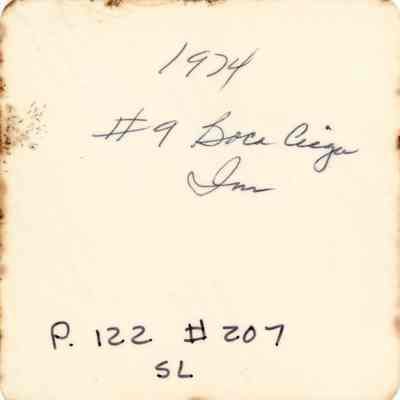 1974
#9 Boca Ciega
Inn
P. 122 #207
SL